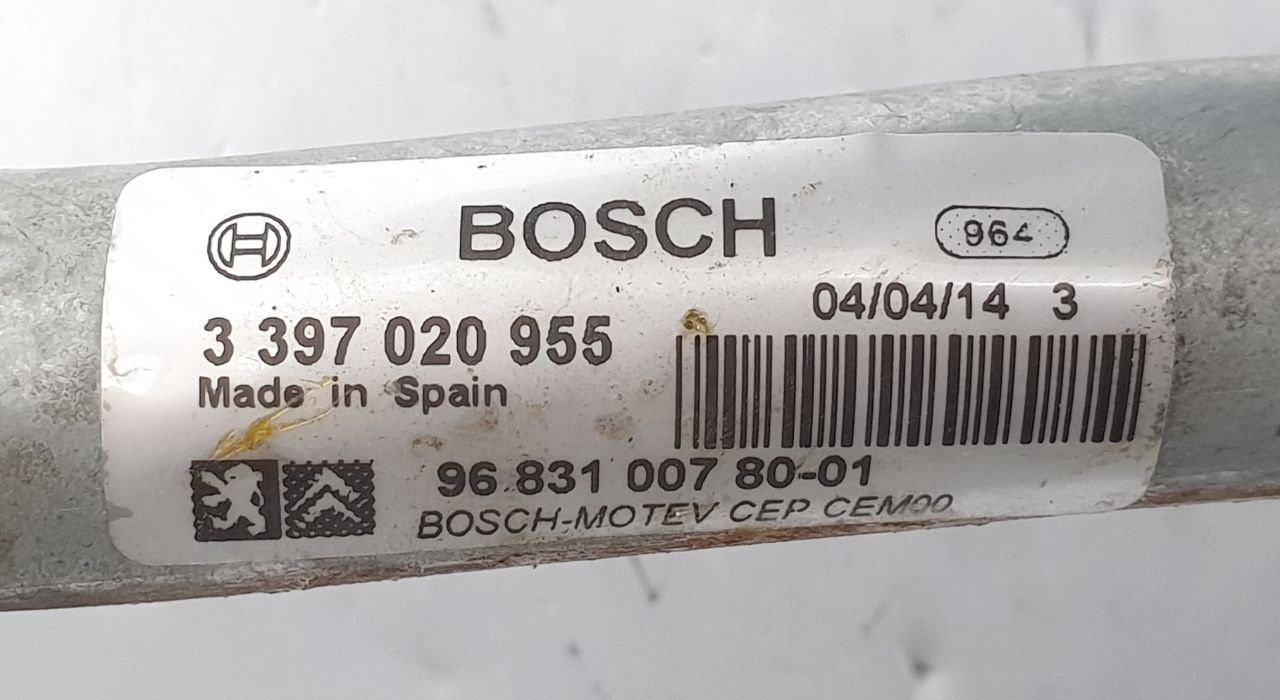 BOSCH
964
04/04/14 3
3 397 020 955
Made in Spain
96.831 007 80-01
BOSCH-MOTEV CEP CEM00